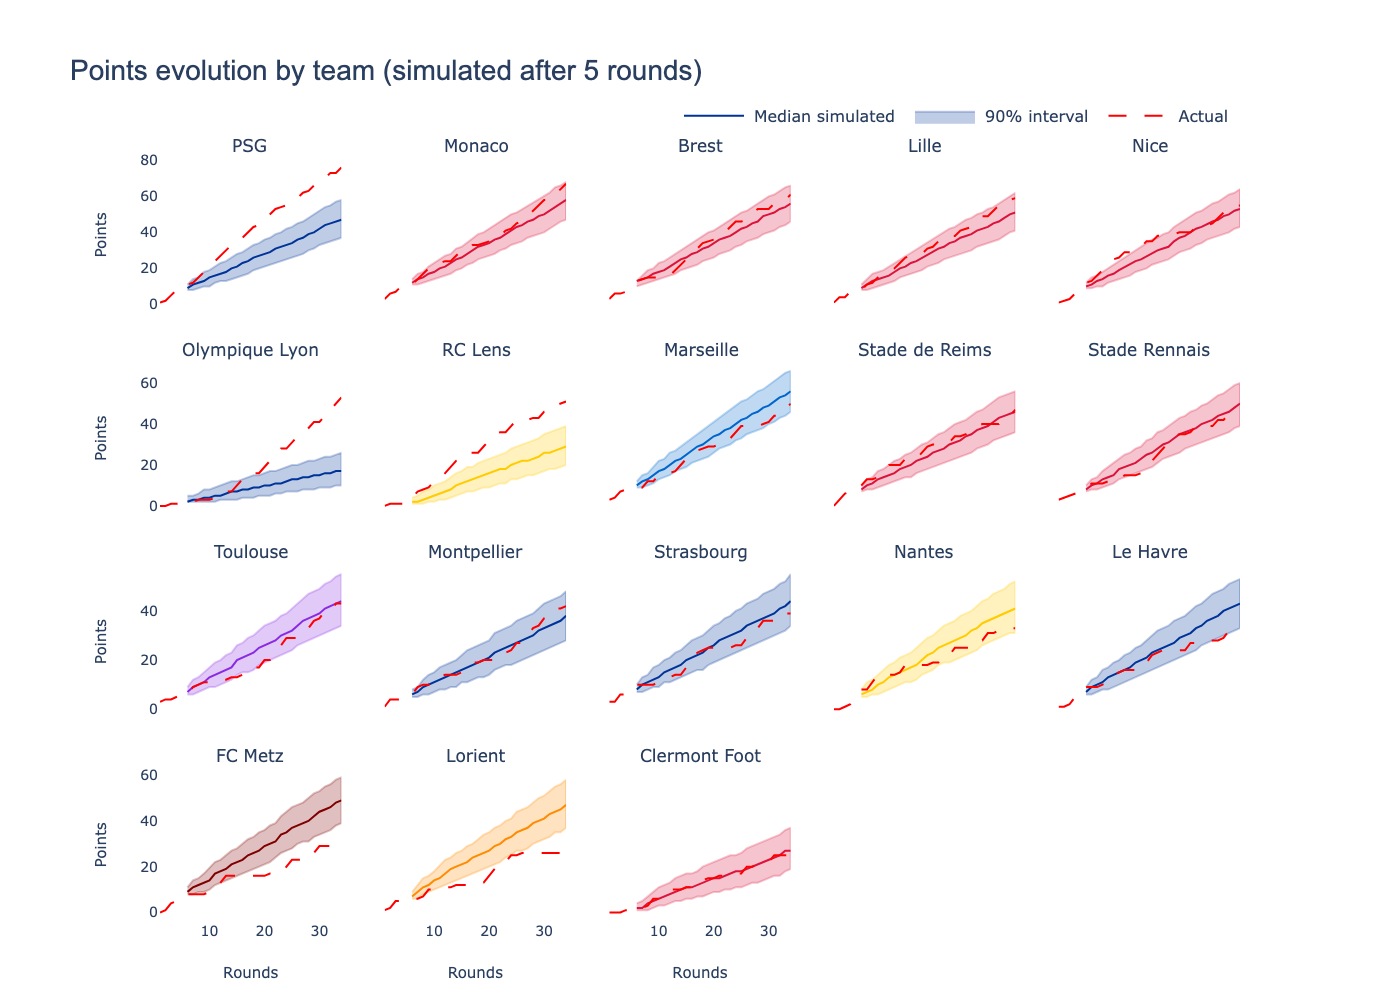 Points evolution by team (simulated after 5 rounds)
Median simulated 90% interval Actual
PSG Monaco Brest Lille Nice
80
60
40
20
0
Points
Olympique Lyon RC Lens Marseille Stade de Reims Stade Rennais
60
40
20
0
Points
Toulouse Montpellier Strasbourg Nantes Le Havre
40
20
0
Points
FC Metz Lorient Clermont Foot
60
40
20
0
Points
10 20 30 10 20 30 10 20 30
Rounds Rounds Rounds